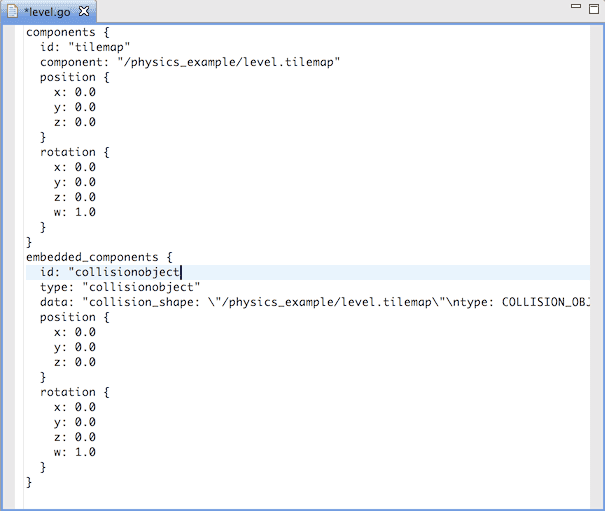 *level.go
components {
  id: "tilemap"
  component: "/physics_example/level.tilemap"
  position {
    x: 0.0
    y: 0.0
    z: 0.0
  }
  rotation {
    x: 0.0
    y: 0.0
    z: 0.0
    w: 1.0
  }
}
embedded_components {
  id: "collisionobject
  type: "collisionobject"
  data: "collision_shape: \"/physics_example/level.tilemap\"\ntype: COLLISION_OBJ
  position {
    x: 0.0
    y: 0.0
    z: 0.0
  }
  rotation {
    x: 0.0
    y: 0.0
    z: 0.0
    w: 1.0
  }
}